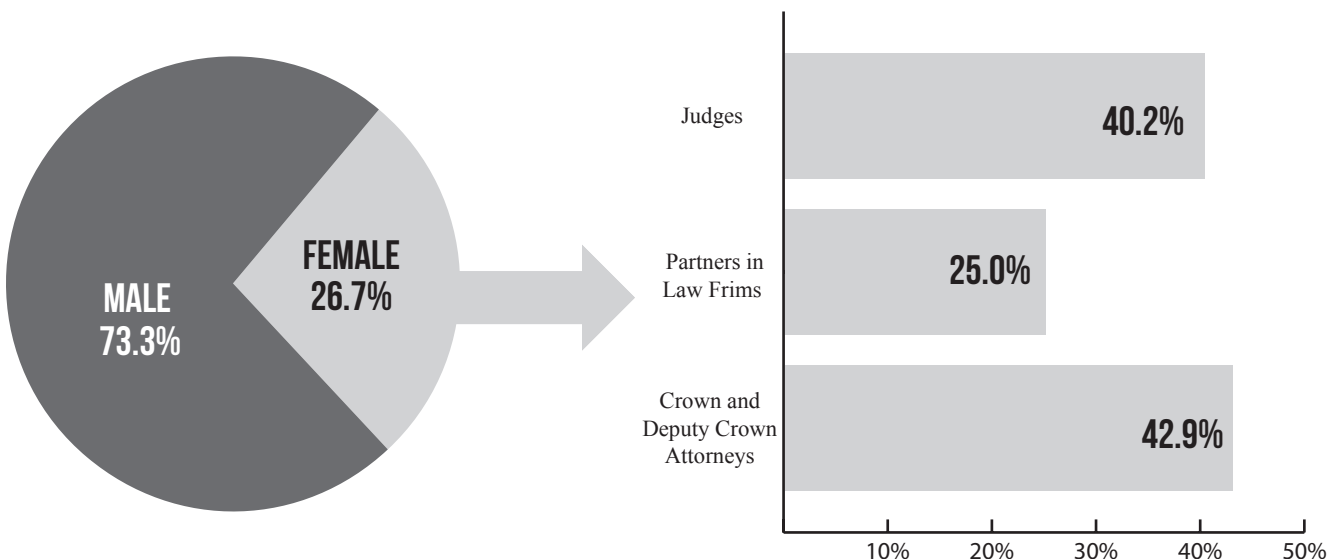 MALE
73.3%
FEMALE
26.7%
Judges
40.2%
Partners in
Law Frims
25.0%
Crown and
Deputy Crown
Attorneys
42.9%
10% 20% 30% 40% 50%